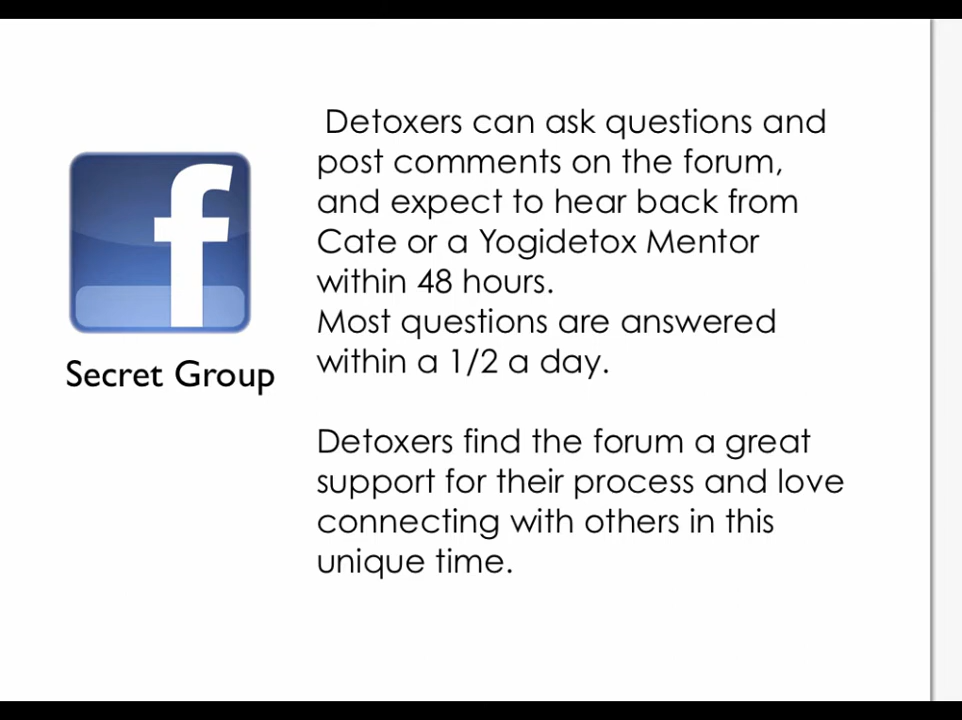 Detoxers can ask questions and
post comments on the forum,
and expect to hear back from
Cate or a Yogidetox Mentor
within 48 hours.
Most questions are answered
within a 1/2 a day.
Detoxers find the forum a great
support for their process and love
connecting with others in this
unique time.
f
Secret Group